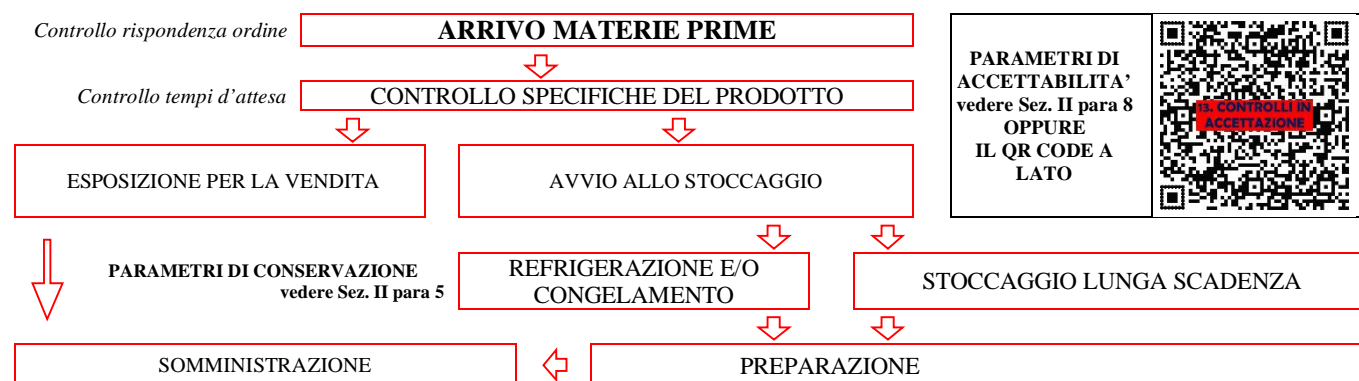 Controllo rispondenza ordine
ARRIVO MATERIE PRIME
Controllo tempi d'attesa
CONTROLLO SPECIFICHE DEL PRODOTTO
PARAMETRI DI
ACCETTABILITA’
vedere Sez. II para 8
OPPURE
IL QR CODE A
LATO
13. CONTROLLI IN
ACCETTAZIONE
ESPOSIZIONE PER LA VENDITA
AVVIO ALLO STOCCAGGIO
PARAMETRI DI CONSERVAZIONE
vedere Sez. II para 5
REFRIGERAZIONE E/O
CONGELAMENTO
STOCCAGGIO LUNGA SCADENZA
SOMMINISTRAZIONE
PREPARAZIONE